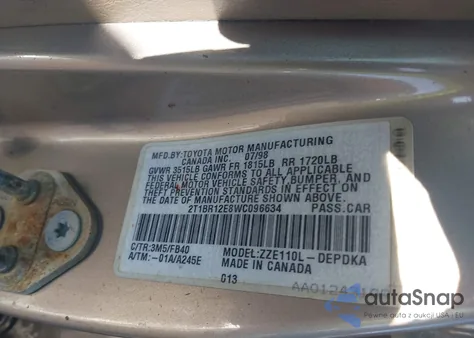 MFD.BY:TOYOTA MOTOR MANUFACTURING
CANADA INC. 07/98
GVWR 3515LB GAWR FR 1815LB RR 1720LB
THIS VEHICLE CONFORMS TO ALL APPLICABLE
FEDERAL MOTOR VEHICLE SAFETY,BUMPER, AND
THEFT PREVENTION STANDARDS IN EFFECT ON
THE DATE OF MANUFACTURE SHOWN ABOVE.
2T1BR12E8WC096634 PASS.CAR
C/TR:3M5/FB40 MODEL:ZZE110L-DEPDKA
A/TM:-01A/A245E MADE IN CANADA
G13
autoSnap